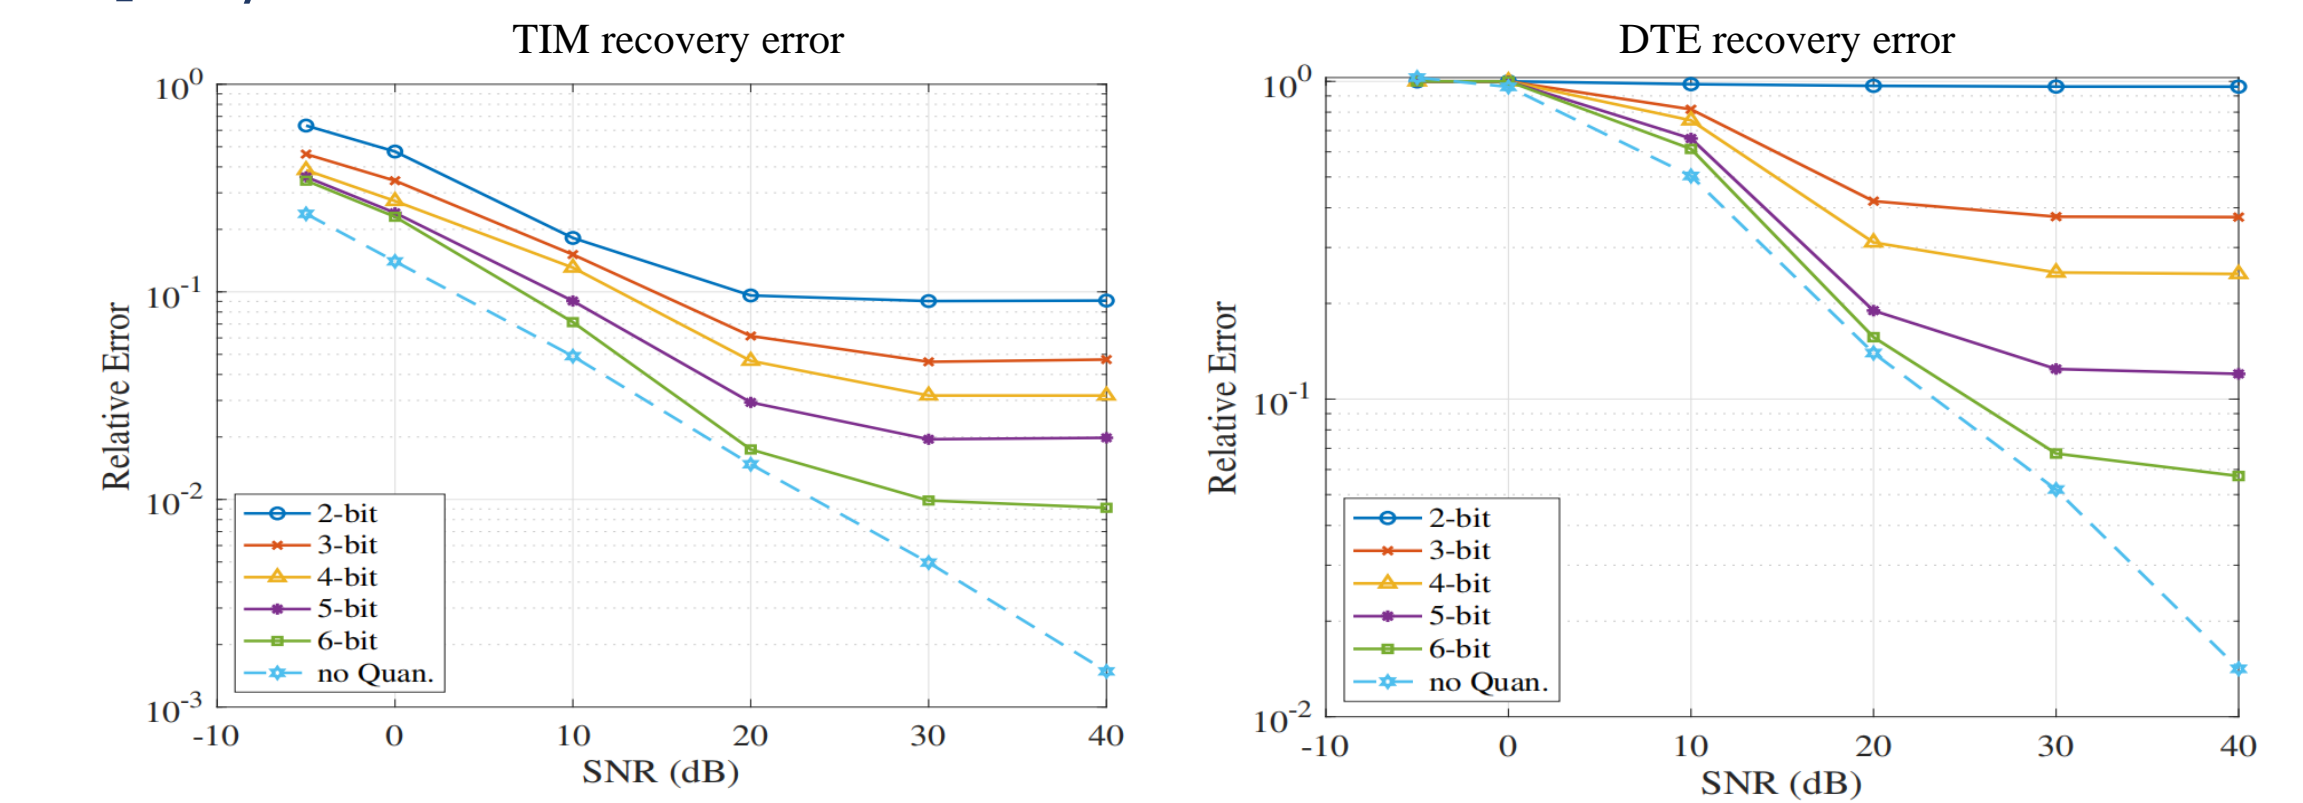 TIM recovery error
10^0
10^-1
10^-2
10^-3
Relative Error
2-bit
3-bit
4-bit
5-bit
6-bit
no Quan.
-10 0 10 20 30 40
SNR (dB)
DTE recovery error
10^0
10^-1
10^-2
Relative Error
2-bit
3-bit
4-bit
5-bit
6-bit
no Quan.
-10 0 10 20 30 40
SNR (dB)